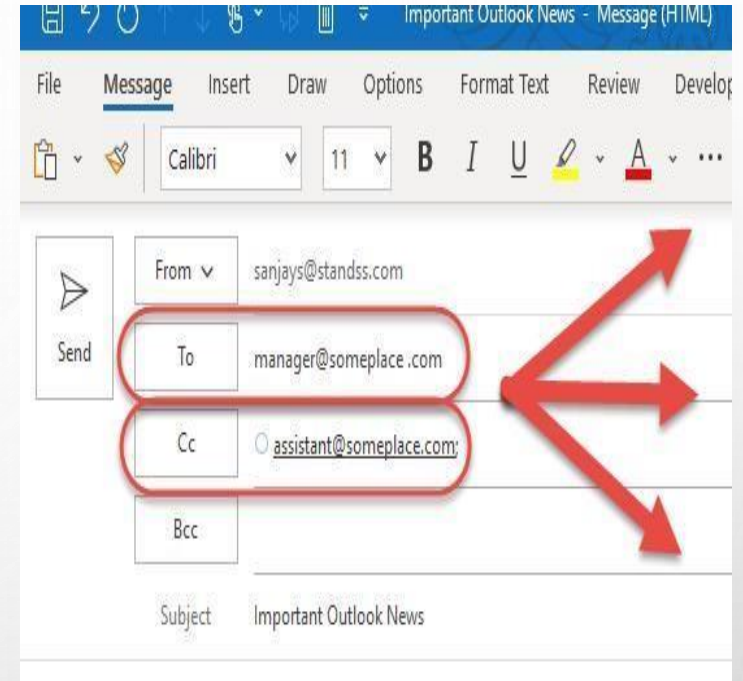 Important Outlook News - Message (HTML)
File Message Insert Draw Options Format Text Review Develop
Calibri 11 B I U A ...
From sanjays@standss.com
Send To manager@someplace .com
Cc assistant@someplace.com;
Bcc
Subject Important Outlook News